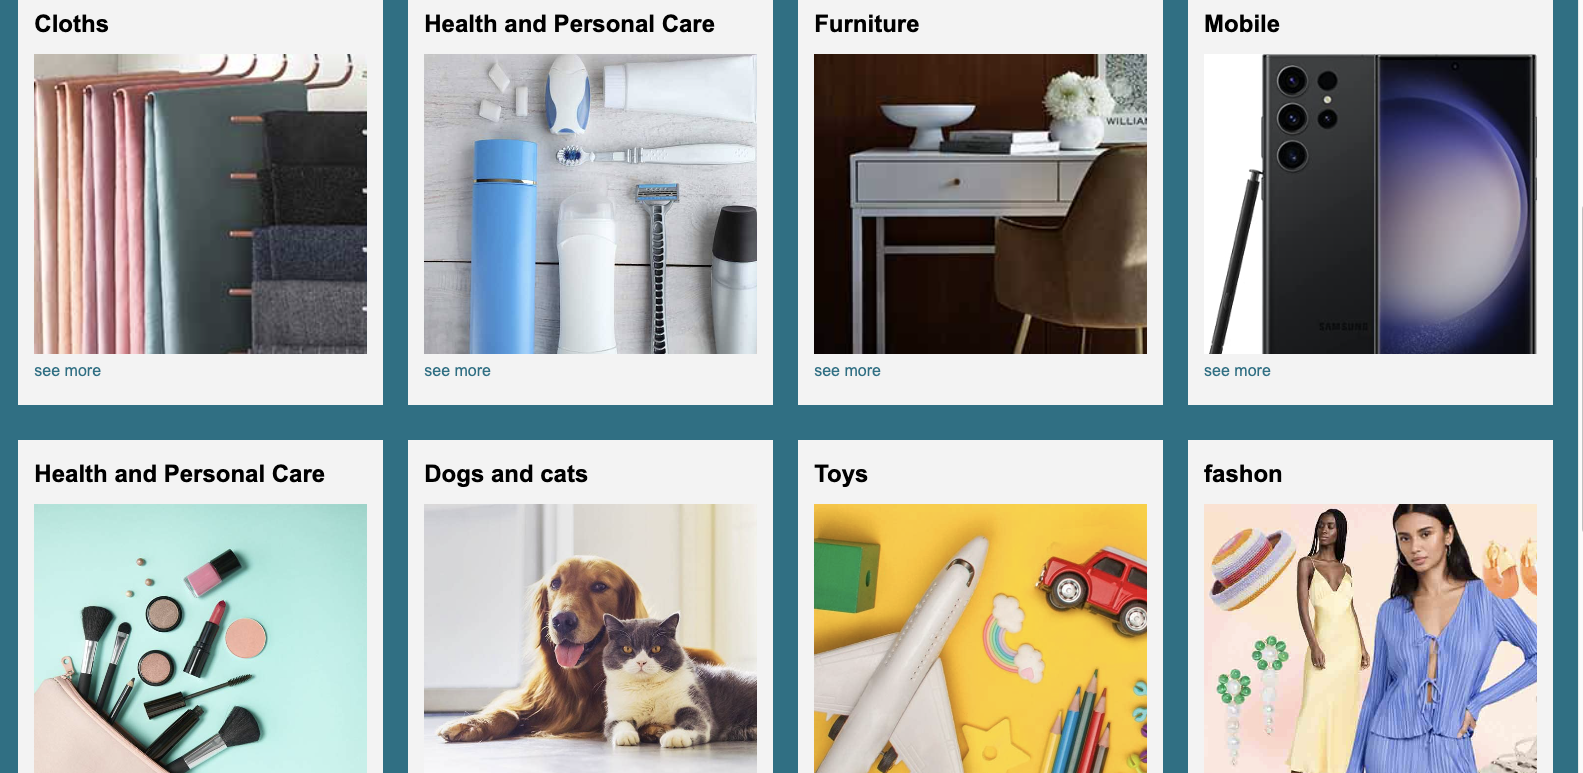 Cloths
Health and Personal Care
Furniture
Mobile
WILLIAM
SAMSUNG
see more
see more
see more
see more
Health and Personal Care
Dogs and cats
Toys
fashon